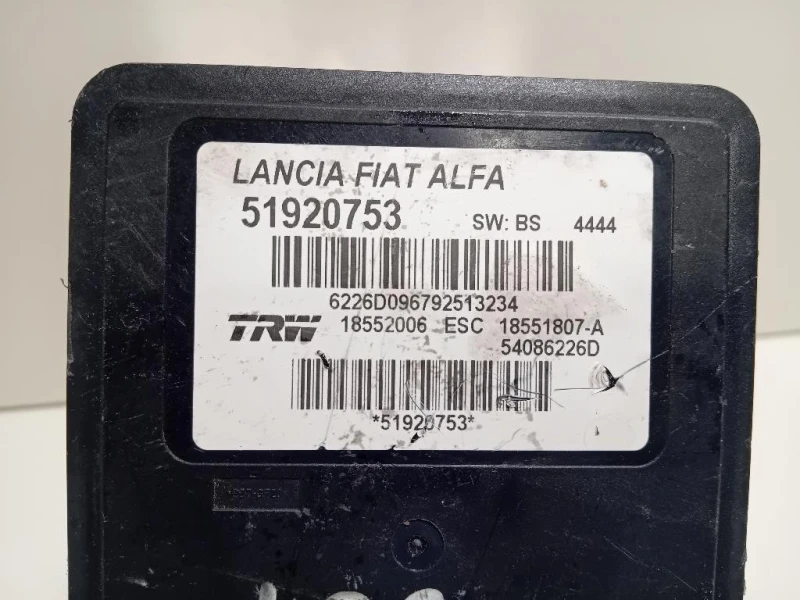 LANCIA FIAT ALFA
51920753 SW: BS 4444
6226D096792513234
TRW 18552006 ESC 18551807-A
54086226D
*51920753*